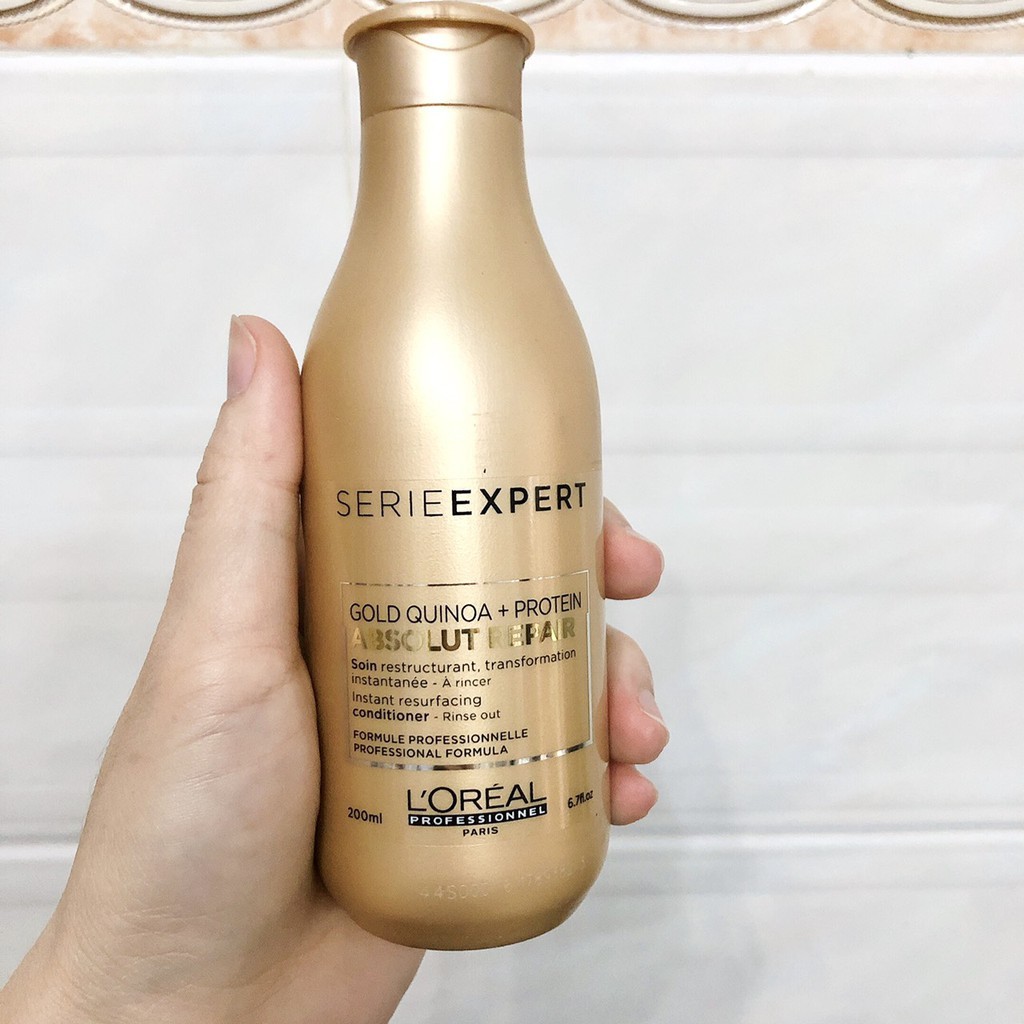 SERIEEXPERT
GOLD QUINOA + PROTEIN
ABSOLUT REPAIR
Soin restructurant, transformation
instantanée - À rincer
Instant resurfacing
conditioner - Rinse out
FORMULE PROFESSIONNELLE
PROFESSIONAL FORMULA
200ml
L'ORÉAL
PROFESSIONNEL
PARIS
6.7fl.oz